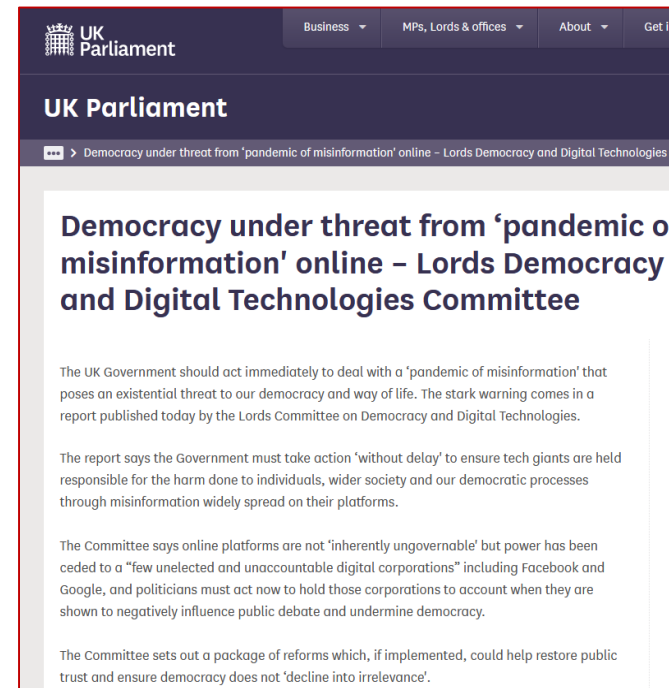 UK
Parliament
Business
MPs, Lords & offices
About
Get i
UK Parliament
••• > Democracy under threat from 'pandemic of misinformation' online – Lords Democracy and Digital Technologies
Democracy under threat from ‘pandemic o
misinformation' online – Lords Democracy
and Digital Technologies Committee
The UK Government should act immediately to deal with a ‘pandemic of misinformation' that
poses an existential threat to our democracy and way of life. The stark warning comes in a
report published today by the Lords Committee on Democracy and Digital Technologies.
The report says the Government must take action ‘without delay' to ensure tech giants are held
responsible for the harm done to individuals, wider society and our democratic processes
through misinformation widely spread on their platforms.
The Committee says online platforms are not ‘inherently ungovernable' but power has been
ceded to a “few unelected and unaccountable digital corporations” including Facebook and
Google, and politicians must act now to hold those corporations to account when they are
shown to negatively influence public debate and undermine democracy.
The Committee sets out a package of reforms which, if implemented, could help restore public
trust and ensure democracy does not ‘decline into irrelevance'.